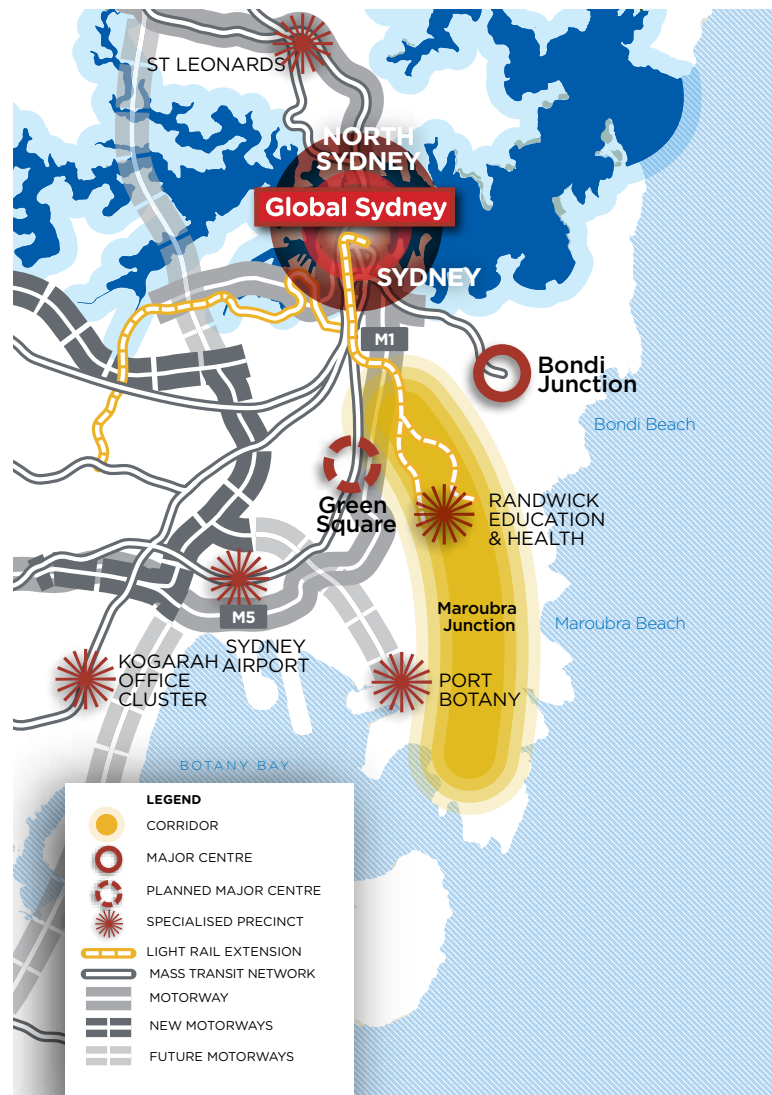 ST LEONARDS
NORTH
SYDNEY
Global Sydney
SYDNEY
M1
Bondi
Junction
Bondi Beach
Green
Square
RANDWICK
EDUCATION
& HEALTH
Maroubra
Junction
Maroubra Beach
M5
SYDNEY
AIRPORT
KOGARAH
OFFICE
CLUSTER
PORT
BOTANY
BOTANY BAY
LEGEND
CORRIDOR
MAJOR CENTRE
PLANNED MAJOR CENTRE
SPECIALISED PRECINCT
LIGHT RAIL EXTENSION
MASS TRANSIT NETWORK
MOTORWAY
NEW MOTORWAYS
FUTURE MOTORWAYS